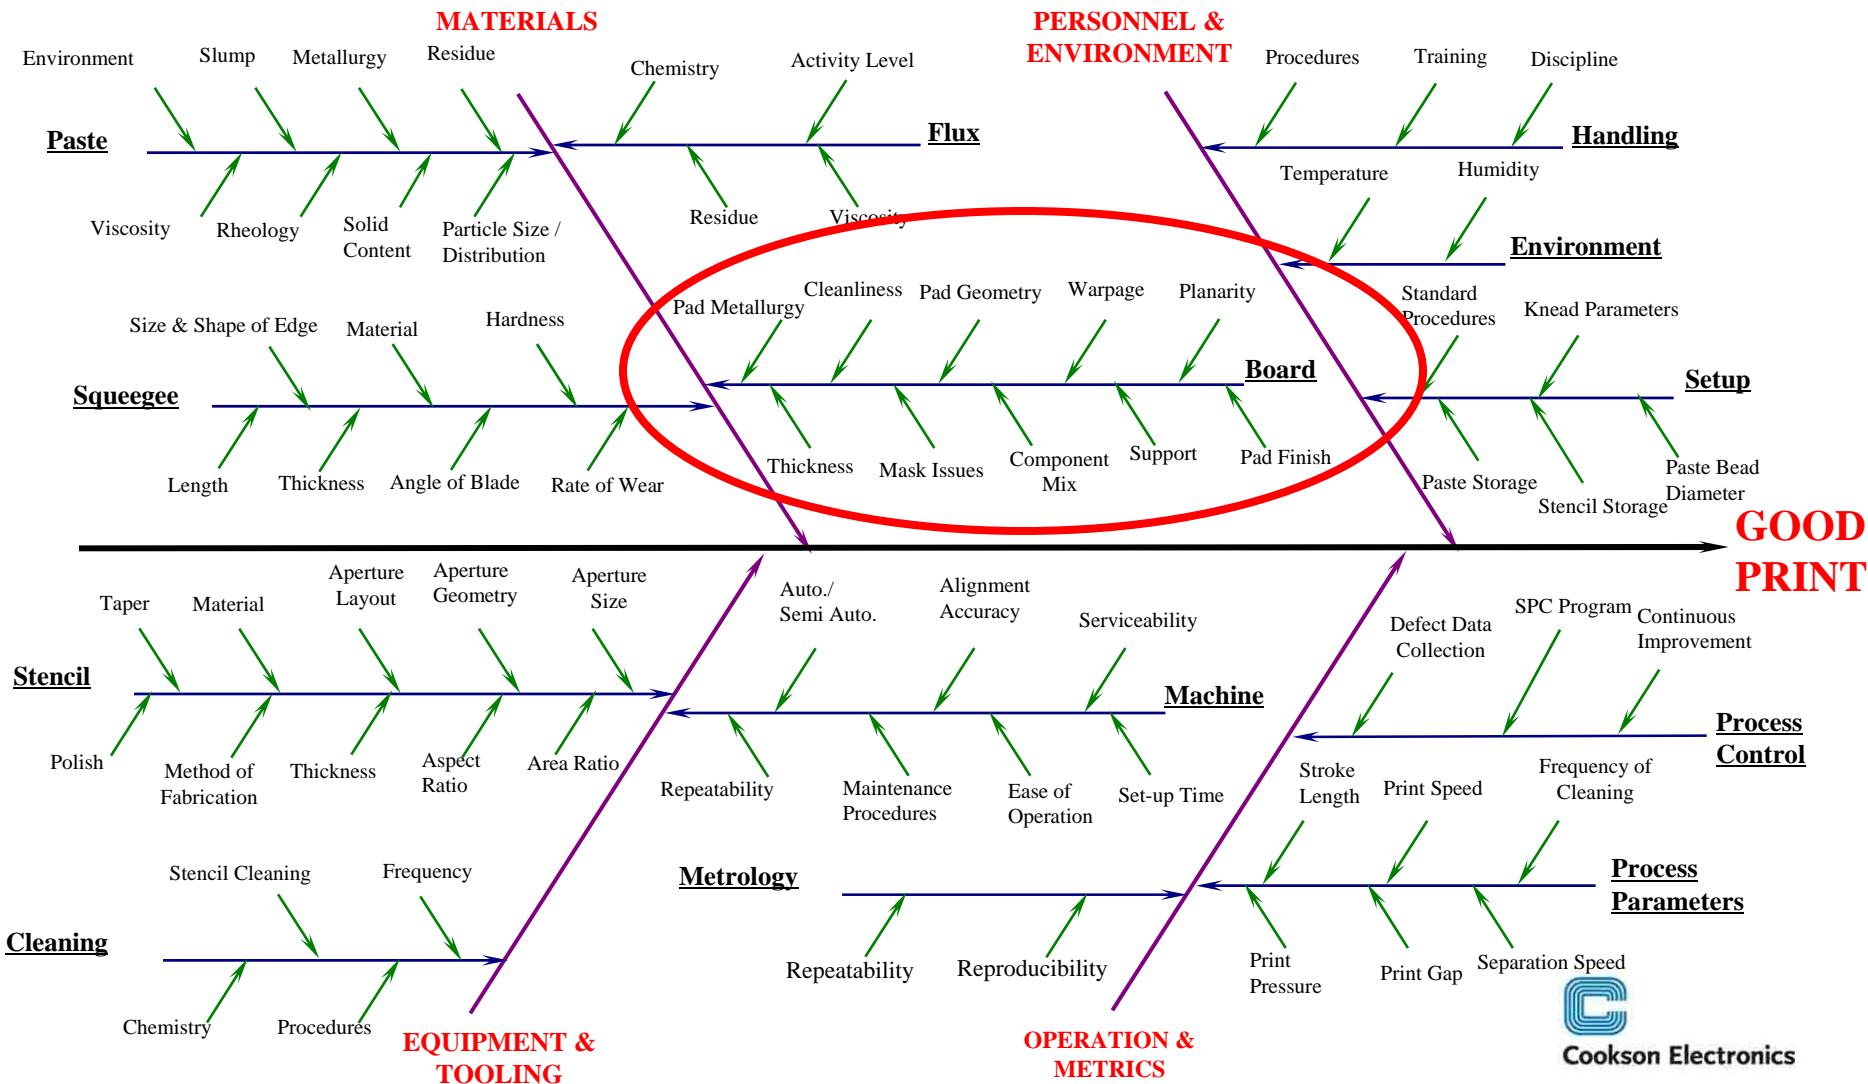 MATERIALS
PERSONNEL &
ENVIRONMENT
Environment
Slump
Metallurgy
Residue
Chemistry
Activity Level
Procedures
Training
Discipline
Paste
Flux
Handling
Temperature
Humidity
Viscosity
Rheology
Solid
Content
Particle Size /
Distribution
Residue
Viscosity
Environment
Size & Shape of Edge
Material
Hardness
Pad Metallurgy
Cleanliness
Pad Geometry
Warpage
Planarity
Standard
Procedures
Knead Parameters
Squeegee
Board
Setup
Length
Thickness
Angle of Blade
Rate of Wear
Thickness
Mask Issues
Component
Mix
Support
Pad Finish
Paste Storage
Stencil Storage
Paste Bead
Diameter
GOOD
PRINT
Taper
Material
Aperture
Layout
Aperture
Geometry
Aperture
Size
Auto./
Semi Auto.
Alignment
Accuracy
Serviceability
Defect Data
Collection
SPC Program
Continuous
Improvement
Stencil
Machine
Process
Control
Polish
Method of
Fabrication
Thickness
Aspect
Ratio
Area Ratio
Repeatability
Maintenance
Procedures
Ease of
Operation
Set-up Time
Stroke
Length
Print Speed
Frequency of
Cleaning
Stencil Cleaning
Frequency
Metrology
Process
Parameters
Cleaning
Repeatability
Reproducibility
Print
Pressure
Print Gap
Separation Speed
Chemistry
Procedures
EQUIPMENT &
TOOLING
OPERATION &
METRICS
Cookson Electronics